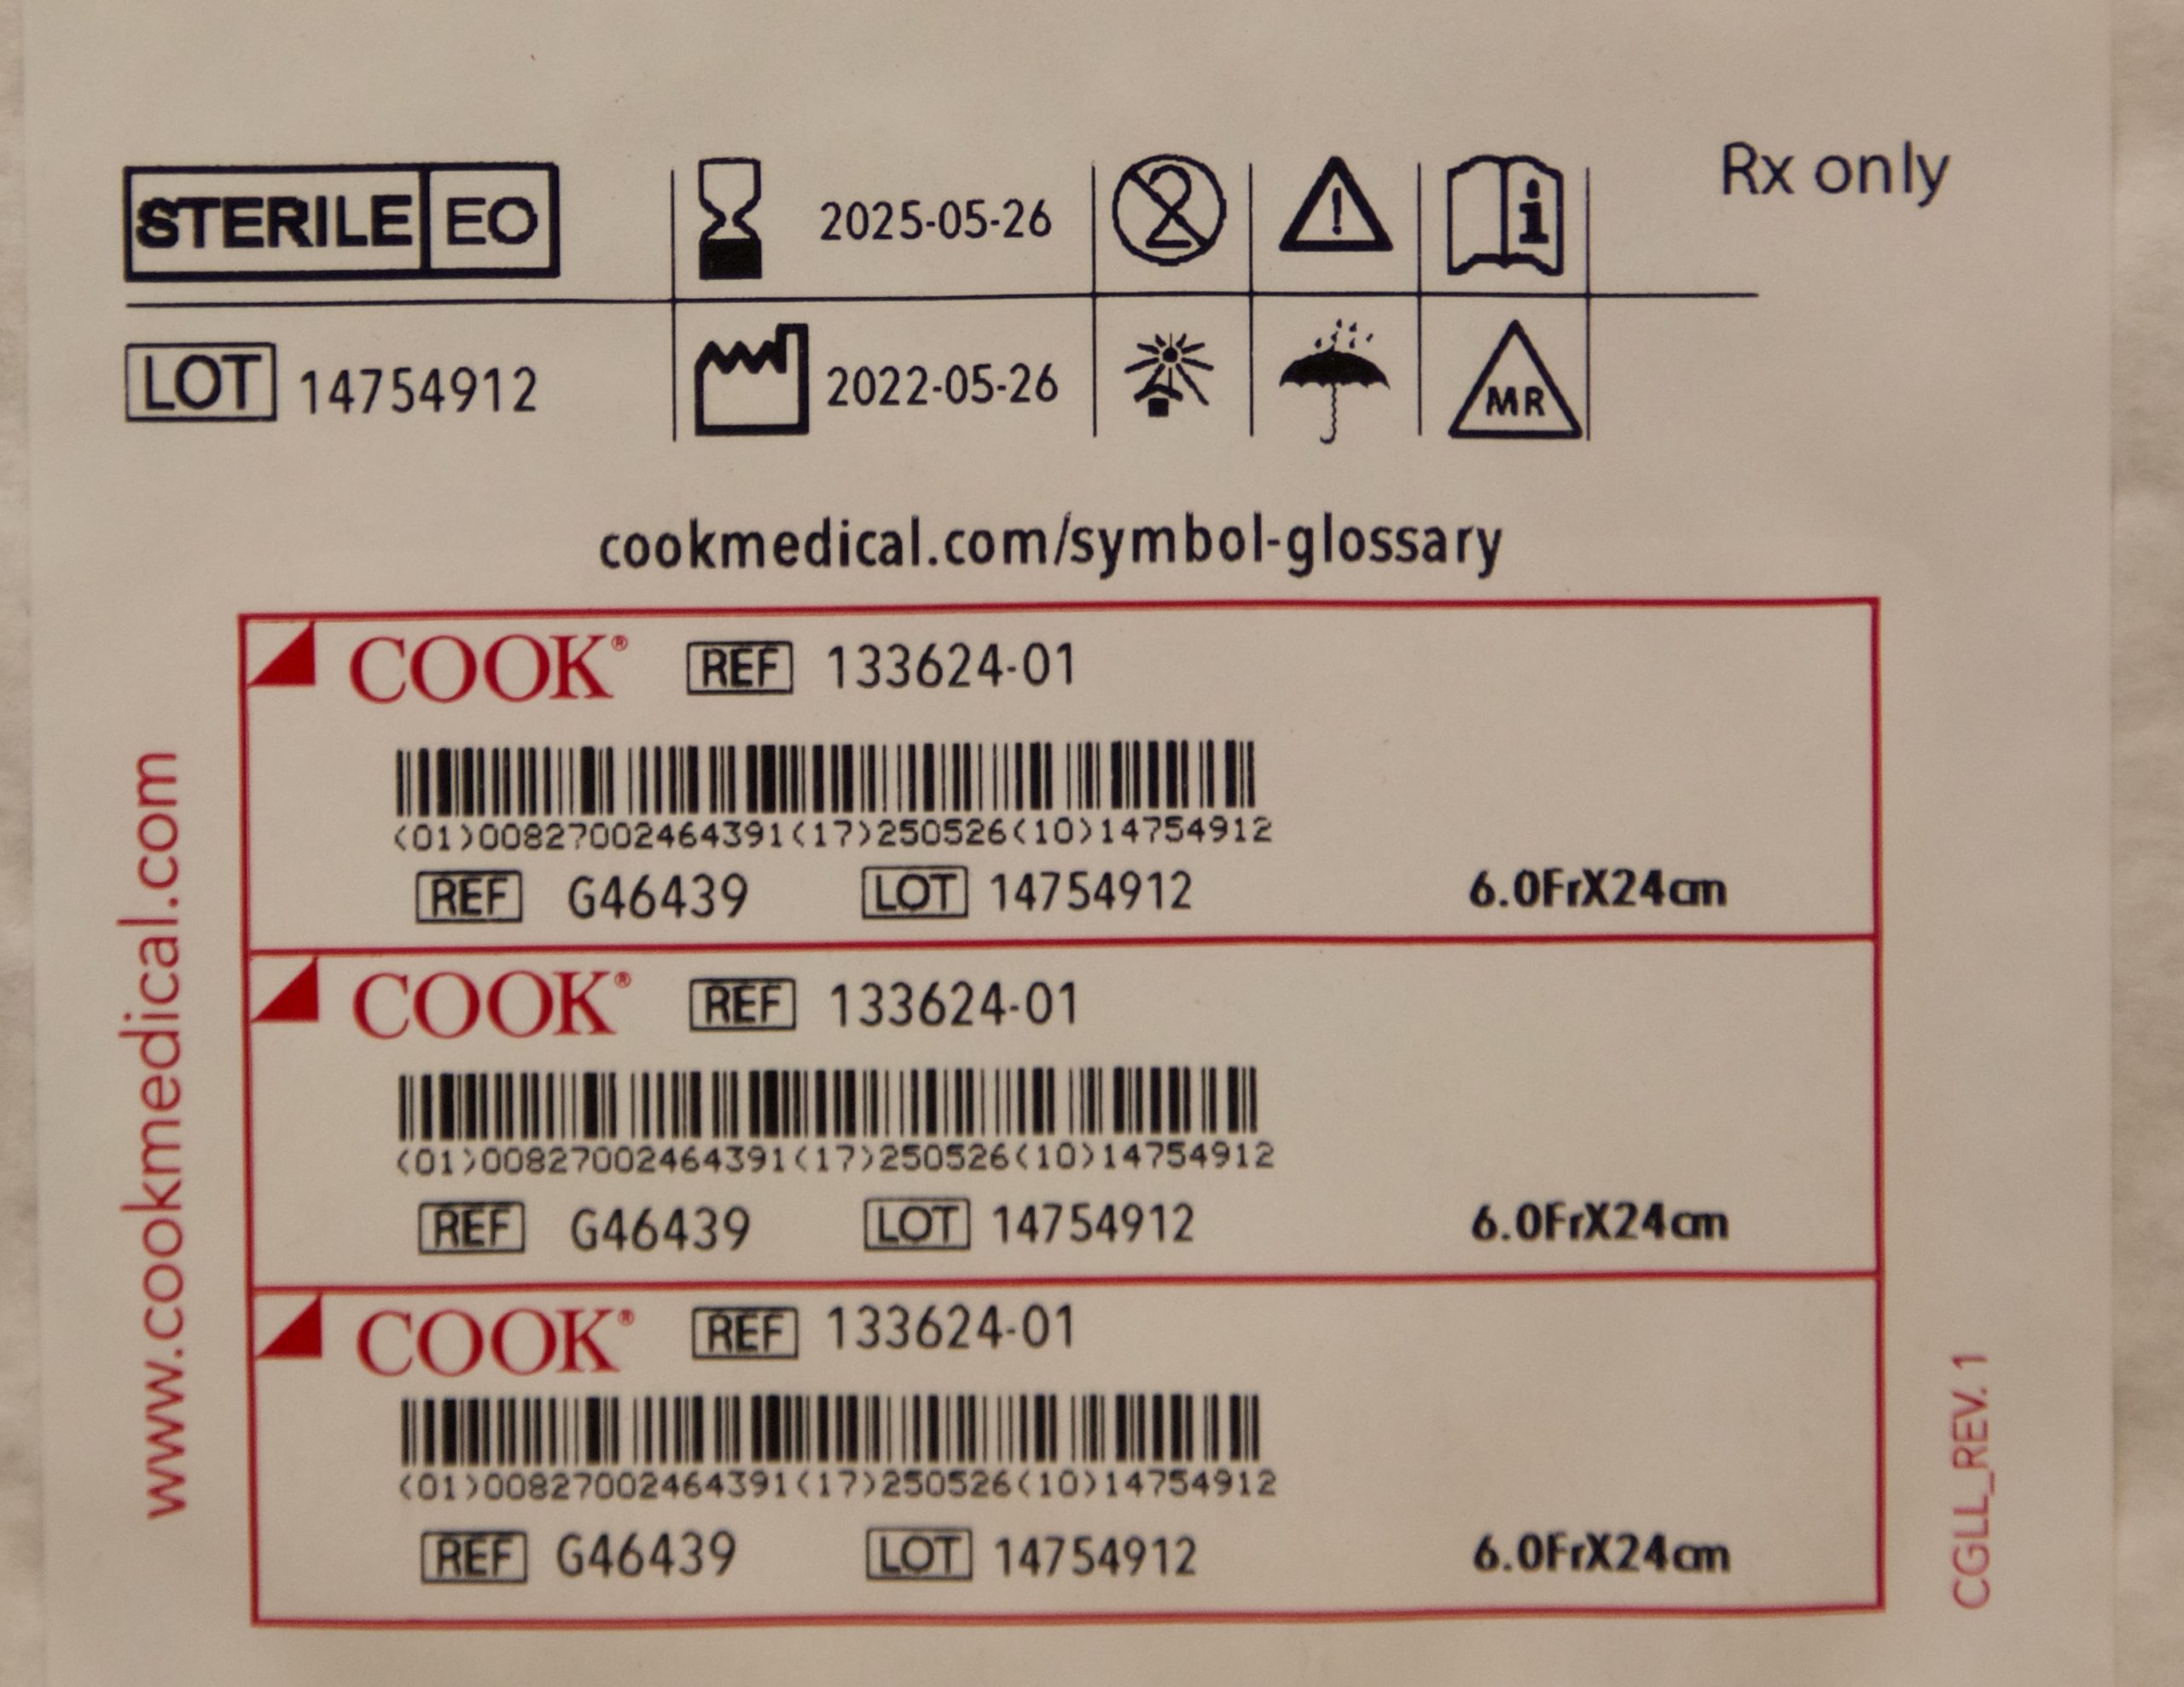 STERILE EO 2025-05-26 Rx only
LOT 14754912 2022-05-26 MR
cookmedical.com/symbol-glossary
COOK® REF 133624-01
(01)00827002464391(17)250526(10)14754912
REF G46439 LOT 14754912 6.0FrX24cm
COOK® REF 133624-01
(01)00827002464391(17)250526(10)14754912
REF G46439 LOT 14754912 6.0FrX24cm
COOK® REF 133624-01
(01)00827002464391(17)250526(10)14754912
REF G46439 LOT 14754912 6.0FrX24cm
www.cookmedical.com
CGLL_REV. 1